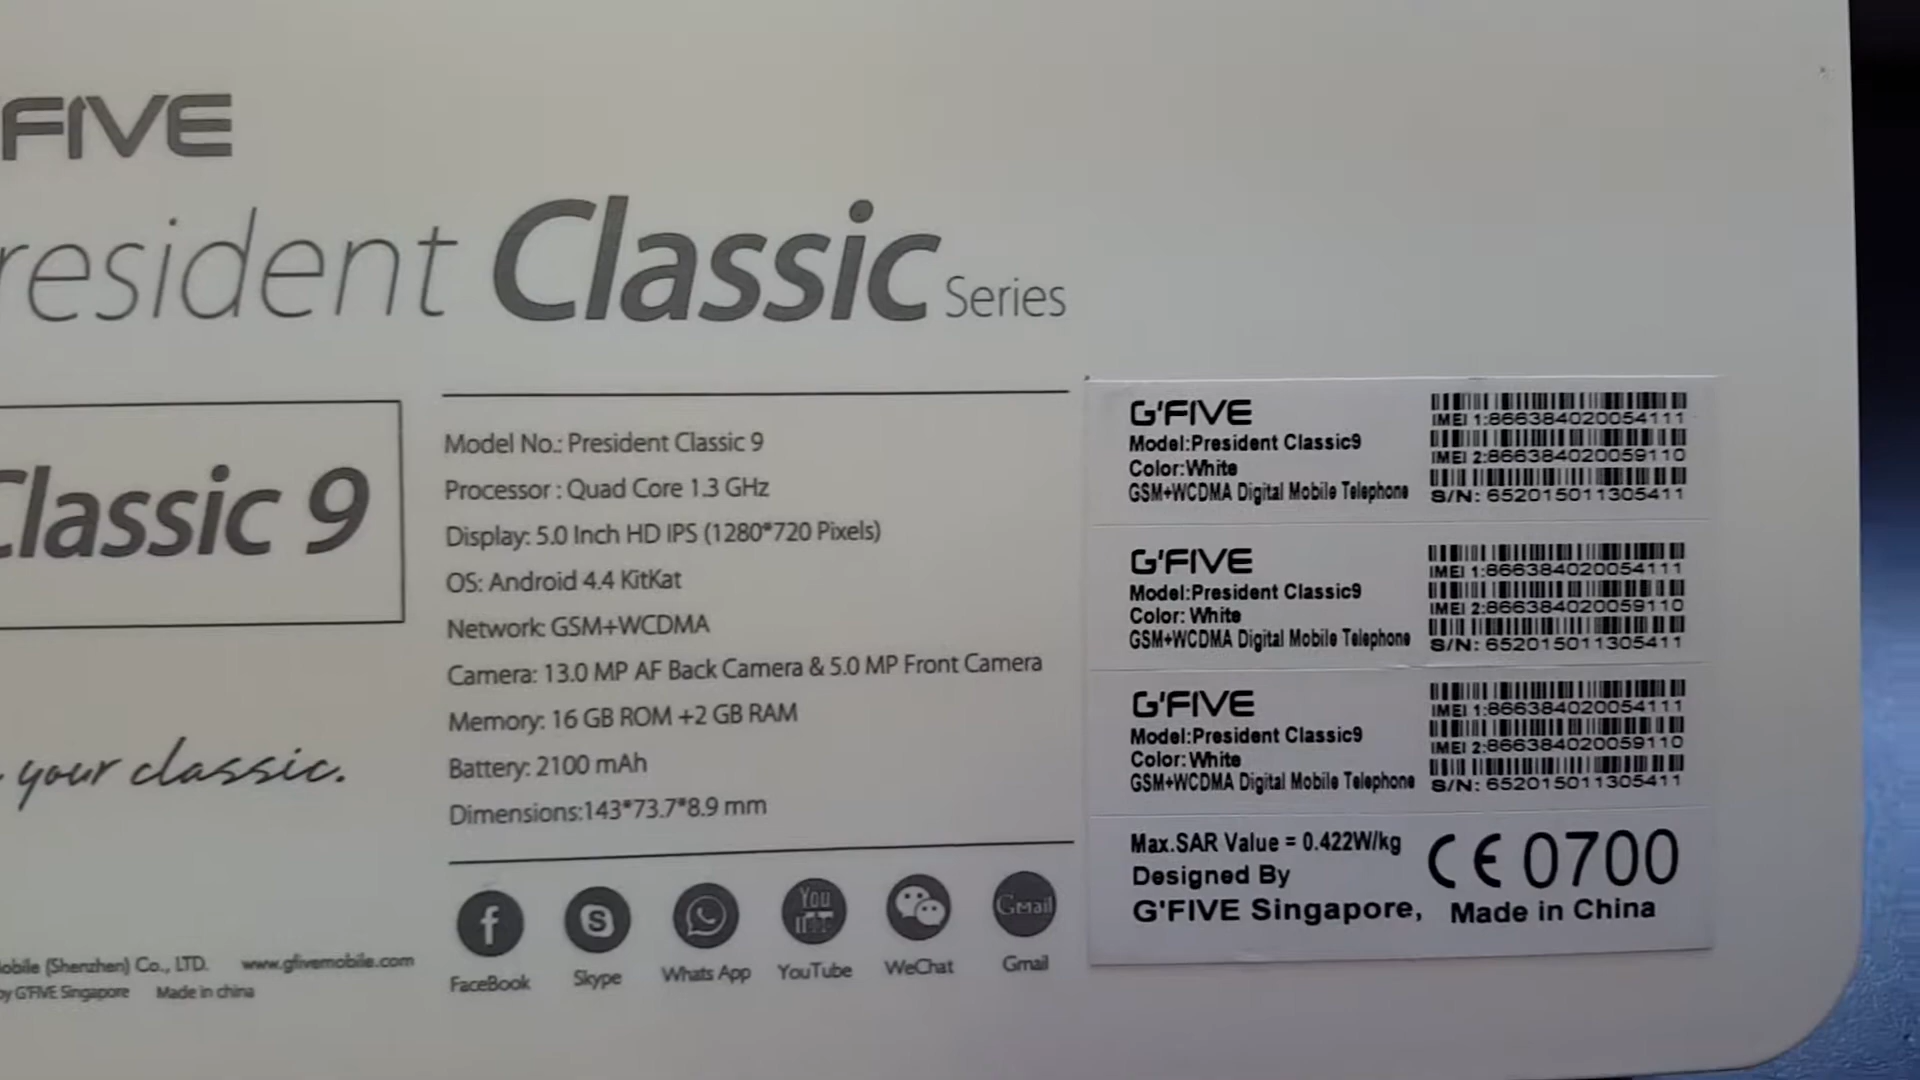 FIVE
resident Classic Series
Classic 9
your classic.
obile (Shenzhen) Co., LTD. www.gfivemobile.com
by G'FIVE Singapore Made in china
Model No.: President Classic 9
Processor : Quad Core 1.3 GHz
Display: 5.0 Inch HD IPS (1280*720 Pixels)
OS: Android 4.4 KitKat
Network: GSM+WCDMA
Camera: 13.0 MP AF Back Camera & 5.0 MP Front Camera
Memory: 16 GB ROM +2 GB RAM
Battery: 2100 mAh
Dimensions:143*73.7*8.9 mm
You
Gmail
FaceBook Skype Whats App YouTube WeChat Gmail
G'FIVE
Model:President Classic9
Color:White
GSM+WCDMA Digital Mobile Telephone
IMEI 1:866384020054111
IMEI 2:866384020059110
S/N: 652015011305411
G'FIVE
Model:President Classic9
Color: White
GSM+WCDMA Digital Mobile Telephone
IMEI 1:866384020054111
IMEI 2:866384020059110
S/N: 652015011305411
G'FIVE
Model:President Classic9
Color: White
GSM+WCDMA Digital Mobile Telephone
IMEI 1:866384020054111
IMEI 2:866384020059110
S/N: 652015011305411
Max.SAR Value = 0.422W/kg
Designed By
G'FIVE Singapore,
CE 0700
Made in China